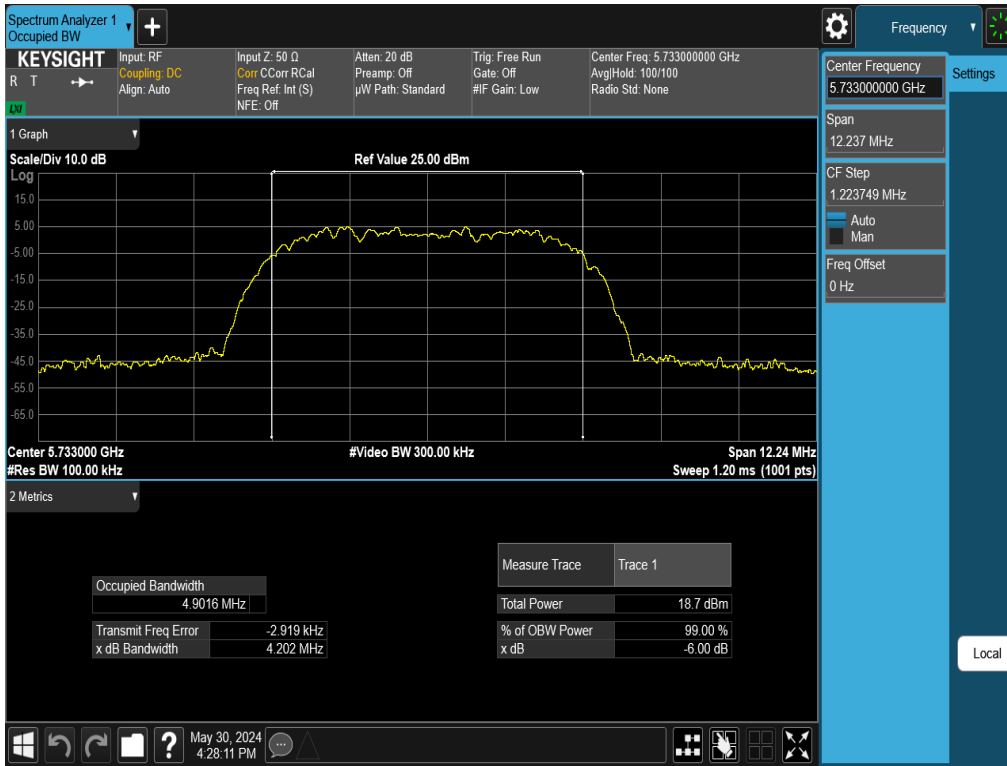 Spectrum Analyzer 1
Occupied BW
Frequency
KEYSIGHT
R T
LXI
Input: RF
Coupling: DC
Align: Auto
Input Z: 50 Ω
Corr CCorr RCal
Freq Ref: Int (S)
NFE: Off
Atten: 20 dB
Preamp: Off
µW Path: Standard
Trig: Free Run
Gate: Off
#IF Gain: Low
Center Freq: 5.733000000 GHz
Avg|Hold: 100/100
Radio Std: None
Center Frequency
5.733000000 GHz
Settings
Span
12.237 MHz
CF Step
1.223749 MHz
Auto
Man
Freq Offset
0 Hz
Local
1 Graph
Scale/Div 10.0 dB
Ref Value 25.00 dBm
Log
15.0
5.00
-5.00
-15.0
-25.0
-35.0
-45.0
-55.0
-65.0
Center 5.733000 GHz
#Video BW 300.00 kHz
Span 12.24 MHz
#Res BW 100.00 kHz
Sweep 1.20 ms (1001 pts)
2 Metrics
Measure Trace Trace 1
Occupied Bandwidth
4.9016 MHz
Total Power 18.7 dBm
Transmit Freq Error -2.919 kHz
% of OBW Power 99.00 %
x dB Bandwidth 4.202 MHz
x dB -6.00 dB
?
May 30, 2024
4:28:11 PM